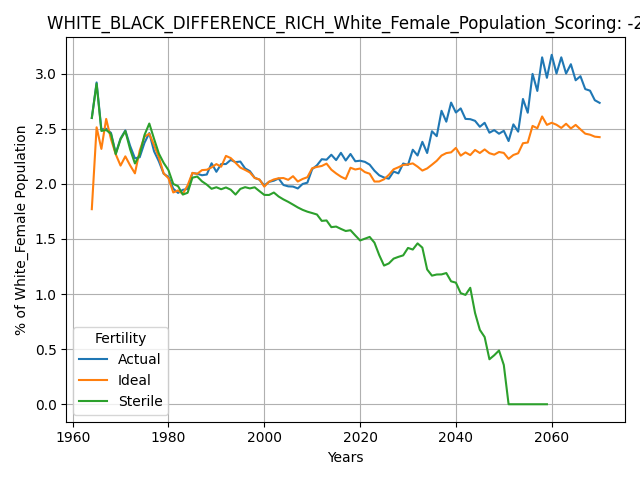 WHITE_BLACK_DIFFERENCE_RICH_White_Female_Population_Scoring: -2
% of White_Female Population
3.0
2.5
2.0
1.5
1.0
0.5
0.0
Fertility
Actual
Ideal
Sterile
1960 1980 2000 2020 2040 2060
Years